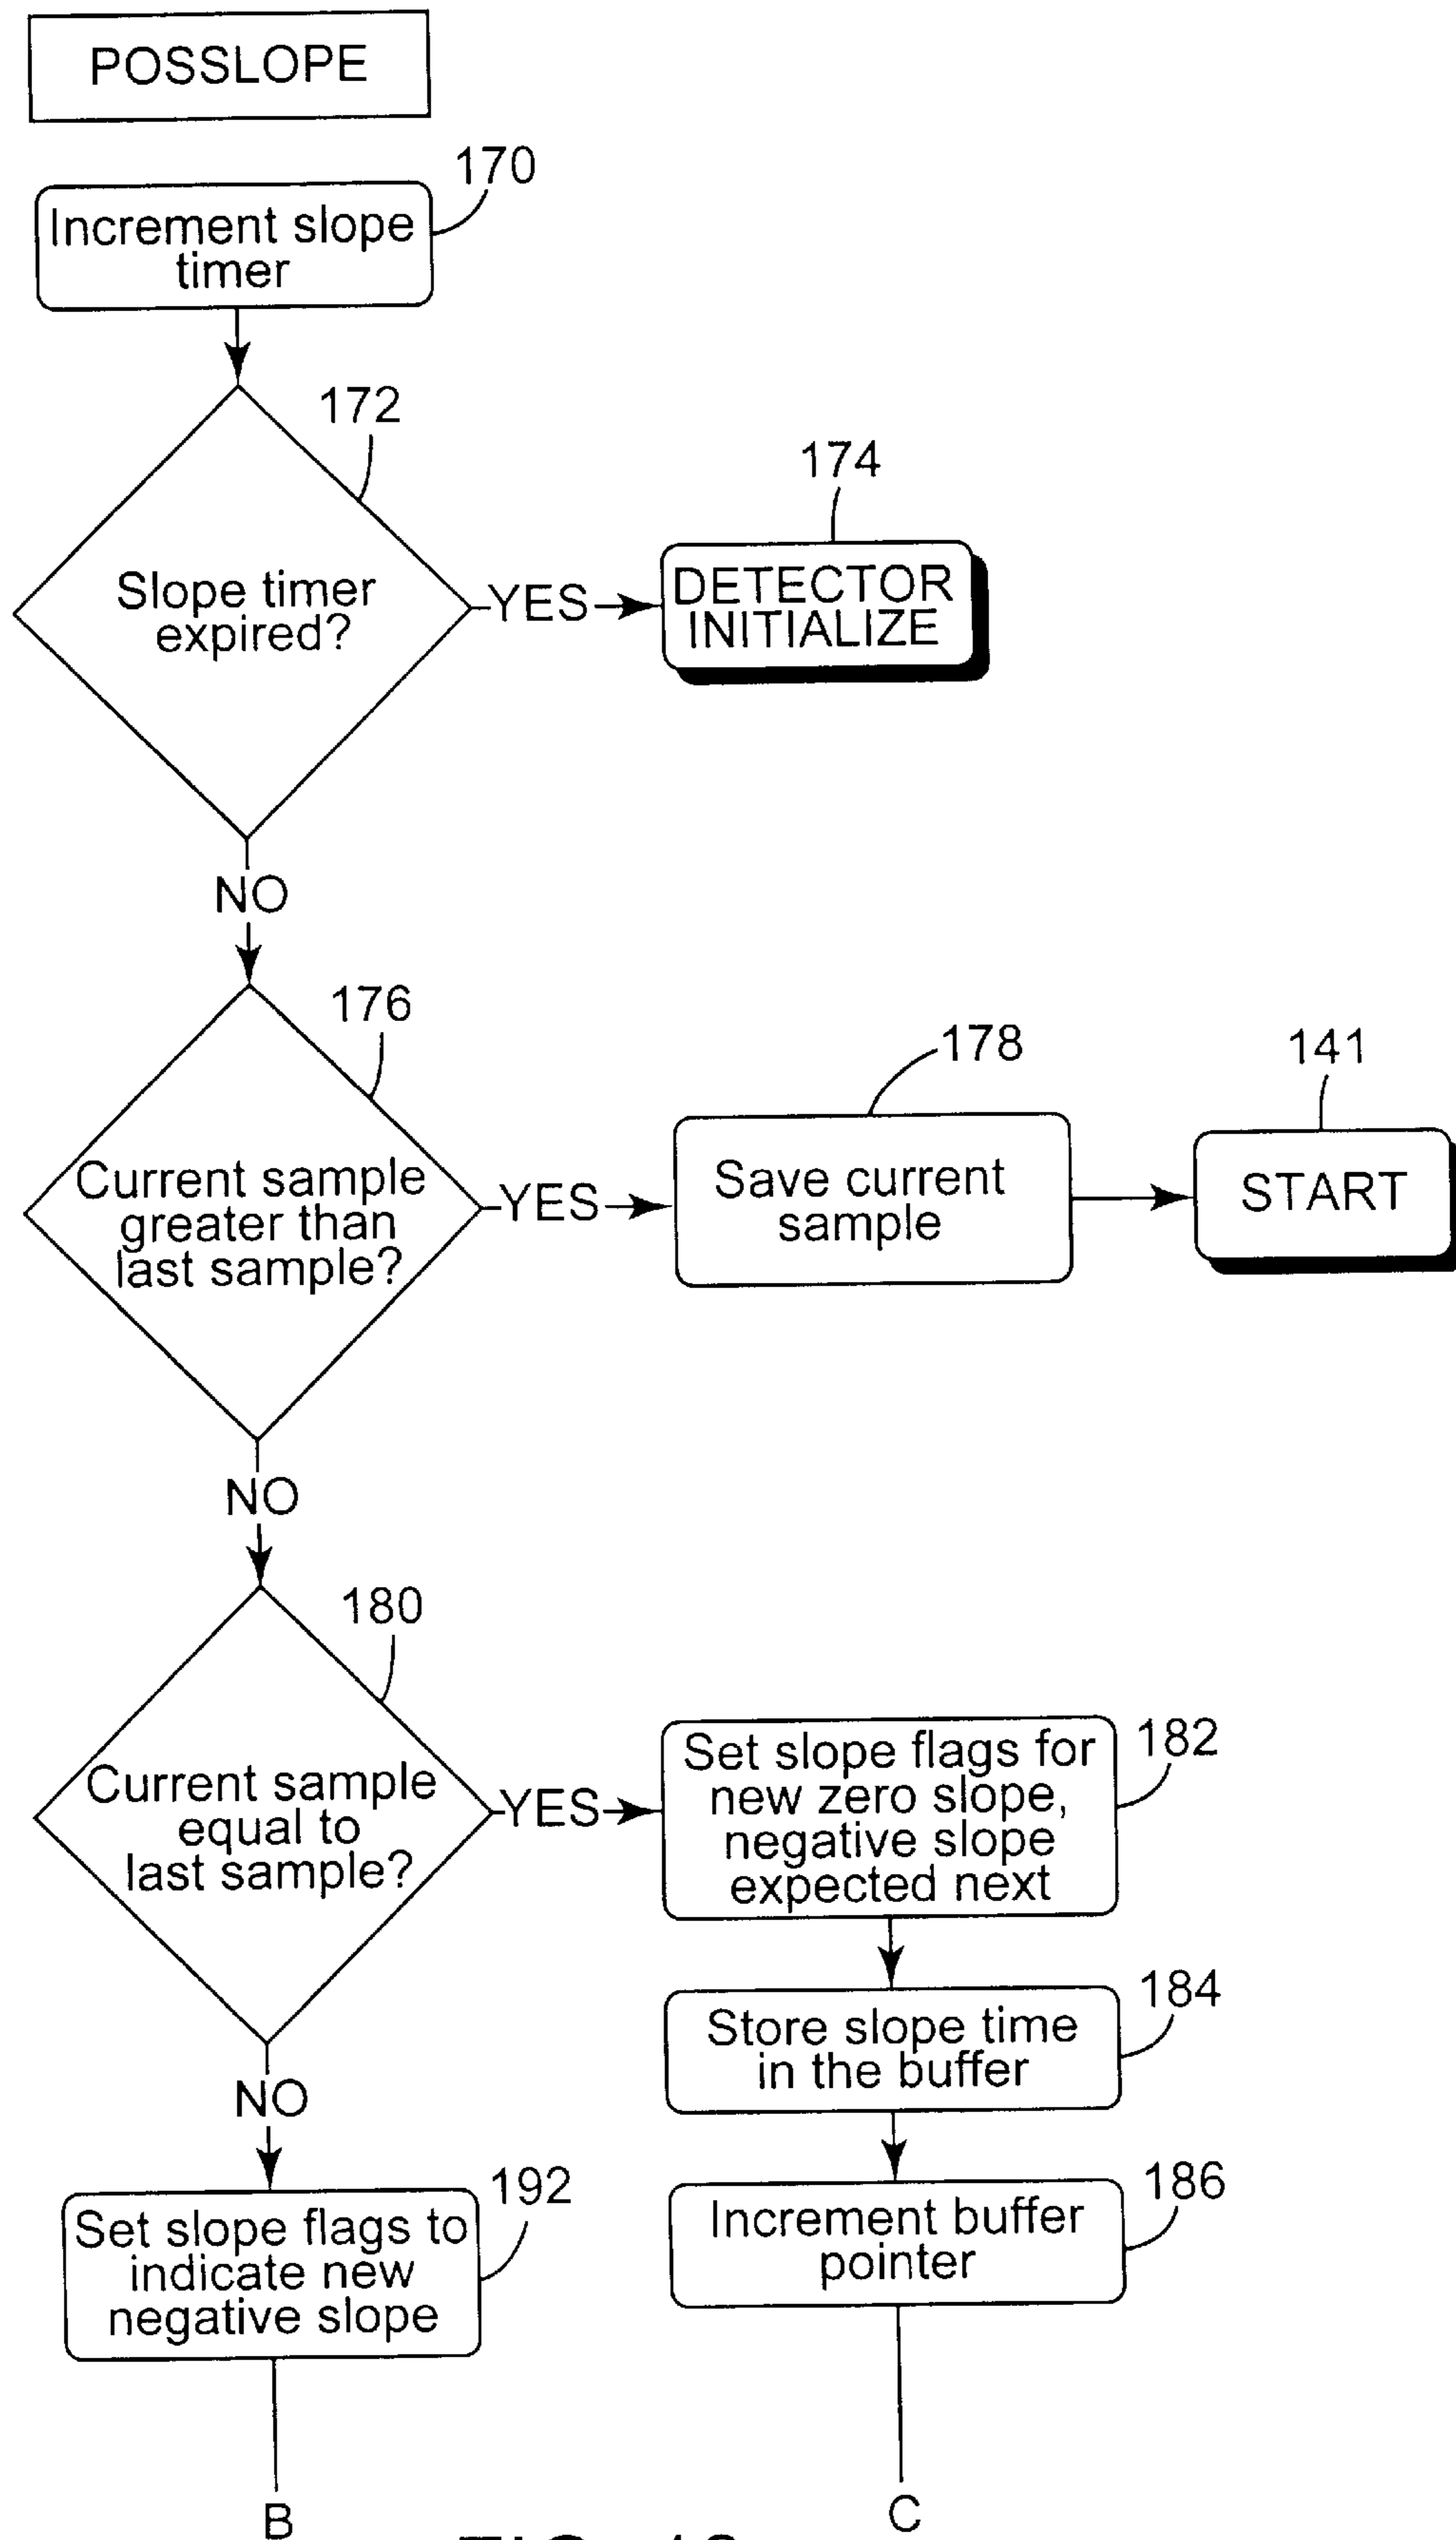 POSSLOPE
170
Increment slope
timer
172
Slope timer
expired?
YES
174
DETECTOR
INITIALIZE
NO
176
Current sample
greater than
last sample?
YES
178
Save current
sample
141
START
NO
180
Current sample
equal to
last sample?
YES
182
Set slope flags for
new zero slope,
negative slope
expected next
184
Store slope time
in the buffer
NO
192
Set slope flags to
indicate new
negative slope
186
Increment buffer
pointer
B
C